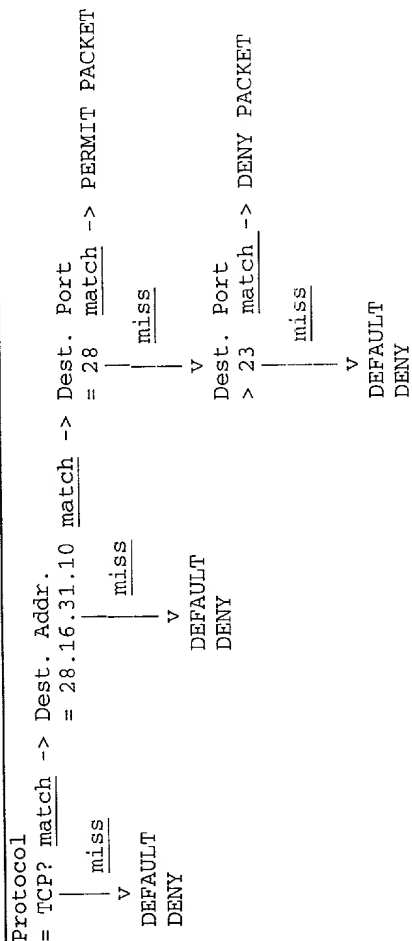 Protocol
= TCP? match -> Dest. Addr.
= 28.16.31.10 match -> Dest. Port
= 28 match -> PERMIT PACKET
miss
v
DEFAULT
DENY
miss
v
DEFAULT
DENY
miss
v
Dest. Port
> 23 match -> DENY PACKET
miss
v
DEFAULT
DENY